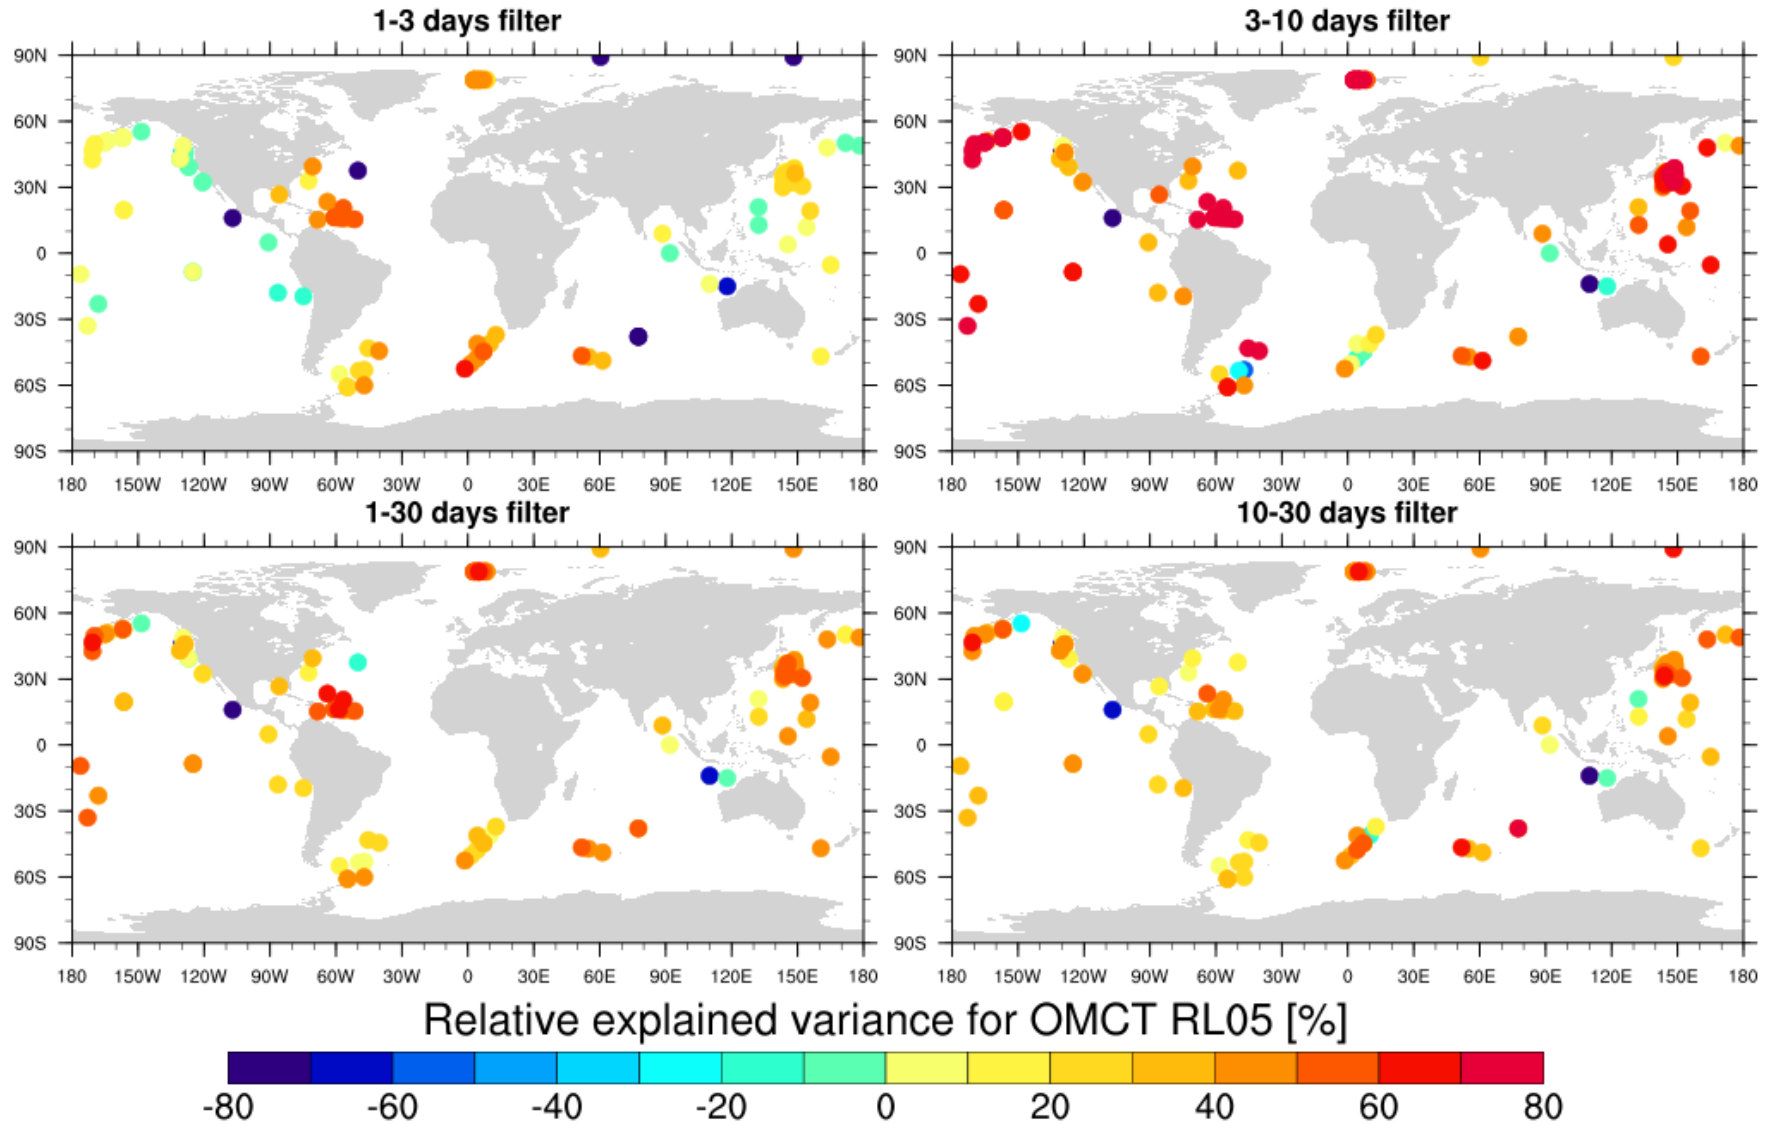 1-3 days filter
3-10 days filter
90N
60N
30N
0
30S
60S
90S
180 150W 120W 90W 60W 30W 0 30E 60E 90E 120E 150E 180
90N
60N
30N
0
30S
60S
90S
180 150W 120W 90W 60W 30W 0 30E 60E 90E 120E 150E 180
1-30 days filter
10-30 days filter
90N
60N
30N
0
30S
60S
90S
180 150W 120W 90W 60W 30W 0 30E 60E 90E 120E 150E 180
90N
60N
30N
0
30S
60S
90S
180 150W 120W 90W 60W 30W 0 30E 60E 90E 120E 150E 180
Relative explained variance for OMCT RL05 [%]
-80 -60 -40 -20 0 20 40 60 80